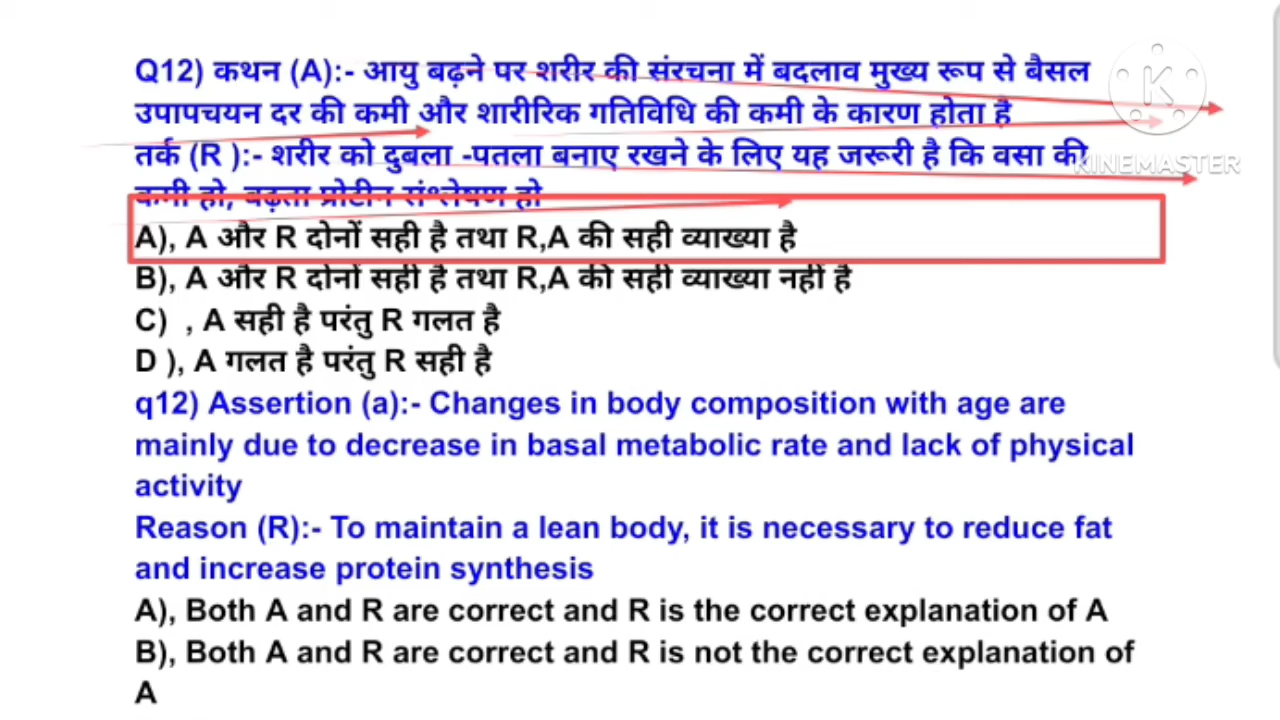 Q12) कथन (A):- आयु बढ़ने पर शरीर की संरचना में बदलाव मुख्य रूप से बैसल
उपापचयन दर की कमी और शारीरिक गतिविधि की कमी के कारण होता है
तर्क (R ):- शरीर को दुबला -पतला बनाए रखने के लिए यह जरूरी है कि वसा की
कमी हो, बढ़ता प्रोटीन संश्लेषण हो
A), A और R दोनों सही है तथा R,A की सही व्याख्या है
B), A और R दोनों सही है तथा R,A की सही व्याख्या नहीं है
C) , A सही है परंतु R गलत है
D ), A गलत है परंतु R सही है
q12) Assertion (a):- Changes in body composition with age are
mainly due to decrease in basal metabolic rate and lack of physical
activity
Reason (R):- To maintain a lean body, it is necessary to reduce fat
and increase protein synthesis
A), Both A and R are correct and R is the correct explanation of A
B), Both A and R are correct and R is not the correct explanation of
A
K
KINEMASTER